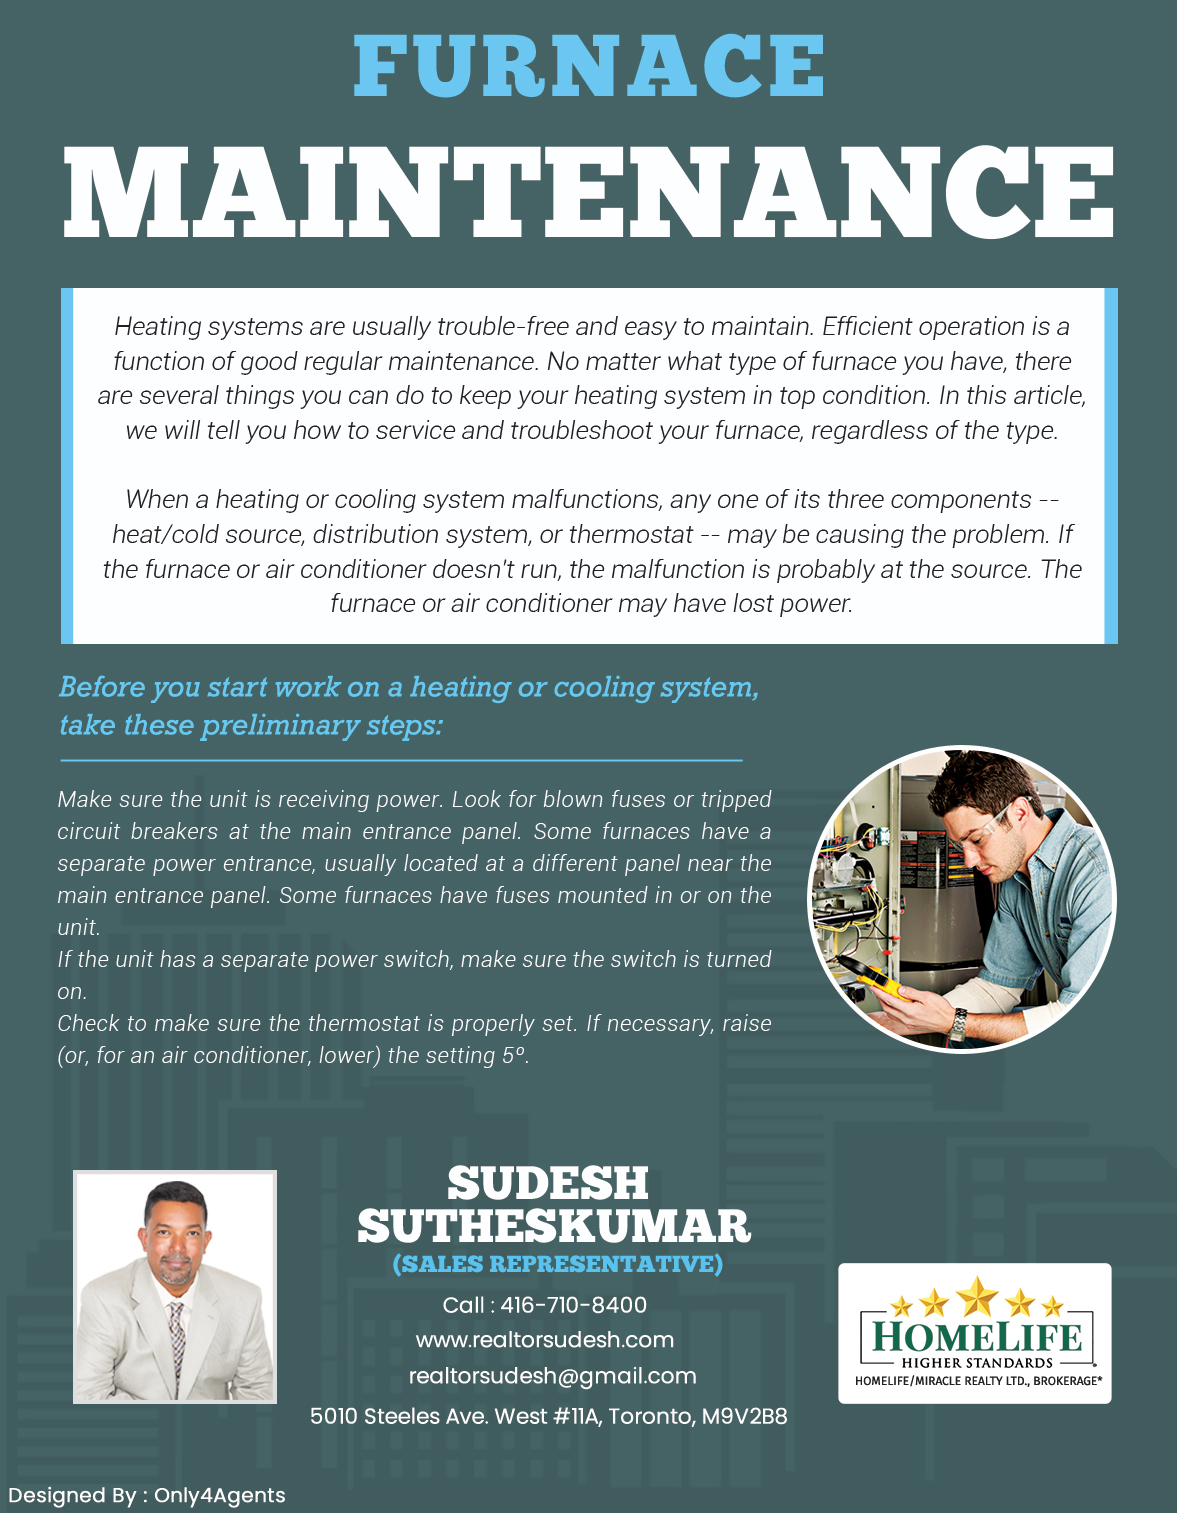 FURNACE
MAINTENANCE
Heating systems are usually trouble-free and easy to maintain. Efficient operation is a
function of good regular maintenance. No matter what type of furnace you have, there
are several things you can do to keep your heating system in top condition. In this article,
we will tell you how to service and troubleshoot your furnace, regardless of the type.
When a heating or cooling system malfunctions, any one of its three components --
heat/cold source, distribution system, or thermostat -- may be causing the problem. If
the furnace or air conditioner doesn't run, the malfunction is probably at the source. The
furnace or air conditioner may have lost power.
Before you start work on a heating or cooling system,
take these preliminary steps:
Make sure the unit is receiving power. Look for blown fuses or tripped
circuit breakers at the main entrance panel. Some furnaces have a
separate power entrance, usually located at a different panel near the
main entrance panel. Some furnaces have fuses mounted in or on the
unit.
If the unit has a separate power switch, make sure the switch is turned
on.
Check to make sure the thermostat is properly set. If necessary, raise
(or, for an air conditioner, lower) the setting 5º.
SUDESH
SUTHESKUMAR
(SALES REPRESENTATIVE)
Call : 416-710-8400
www.realtorsudesh.com
realtorsudesh@gmail.com
5010 Steeles Ave. West #11A, Toronto, M9V2B8
HOMELIFE
HIGHER STANDARDS
HOMELIFE/MIRACLE REALTY LTD., BROKERAGE*
Designed By : Only4Agents